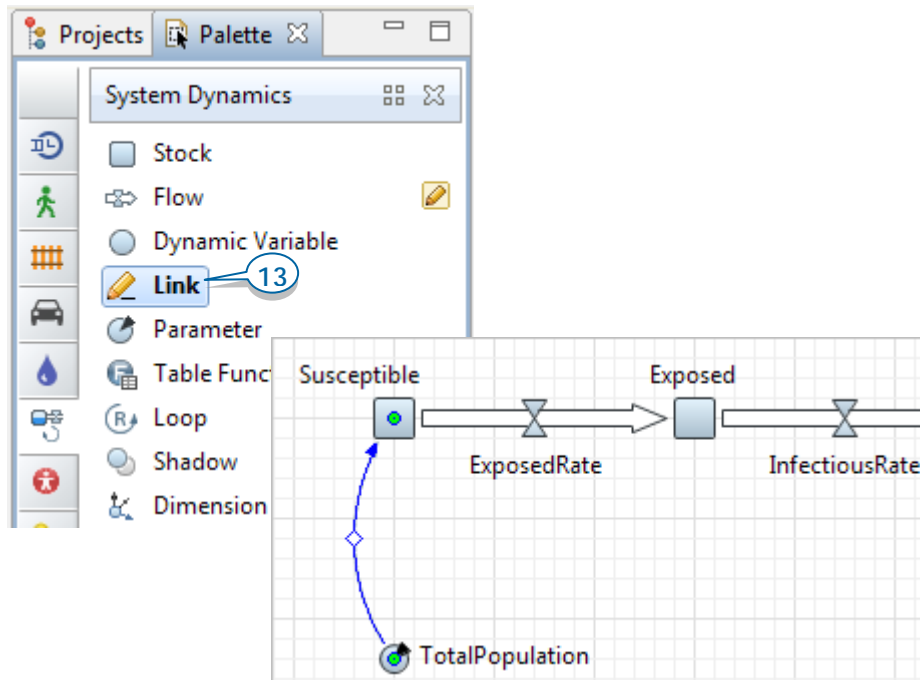 Projects Palette
System Dynamics
Stock
Flow
Dynamic Variable
Link 13
Parameter
Table Func
Loop
Shadow
Dimension
Susceptible Exposed
ExposedRate InfectiousRate
TotalPopulation